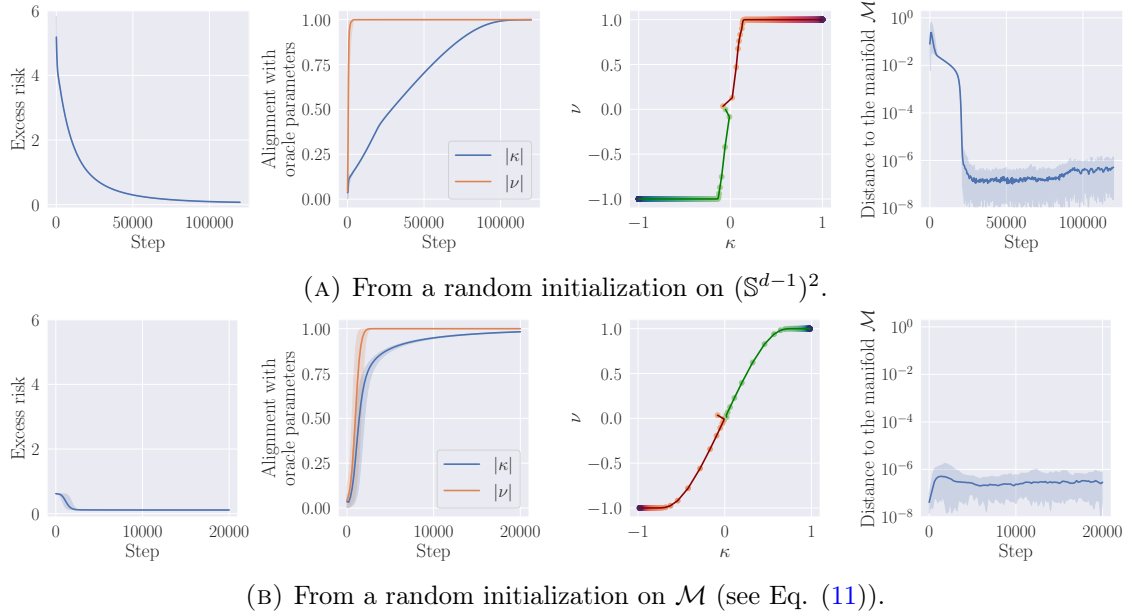 6
4
2
0
Excess risk
0
50000
100000
Step
1.00
0.75
0.50
0.25
0.00
Alignment with
oracle parameters
|κ|
|ν|
0
50000
100000
Step
1.0
0.5
0.0
−0.5
−1.0
ν
−1
0
1
κ
10^0
10^−2
10^−4
10^−6
10^−8
Distance to the manifold ℳ
0
50000
100000
Step
(A) From a random initialization on (𝕊^{d−1})^2.
6
4
2
0
Excess risk
0
10000
20000
Step
1.00
0.75
0.50
0.25
0.00
Alignment with
oracle parameters
|κ|
|ν|
0
10000
20000
Step
1.0
0.5
0.0
−0.5
−1.0
ν
−1
0
1
κ
10^0
10^−2
10^−4
10^−6
10^−8
Distance to the manifold ℳ
0
10000
20000
Step
(B) From a random initialization on ℳ (see Eq. (11)).